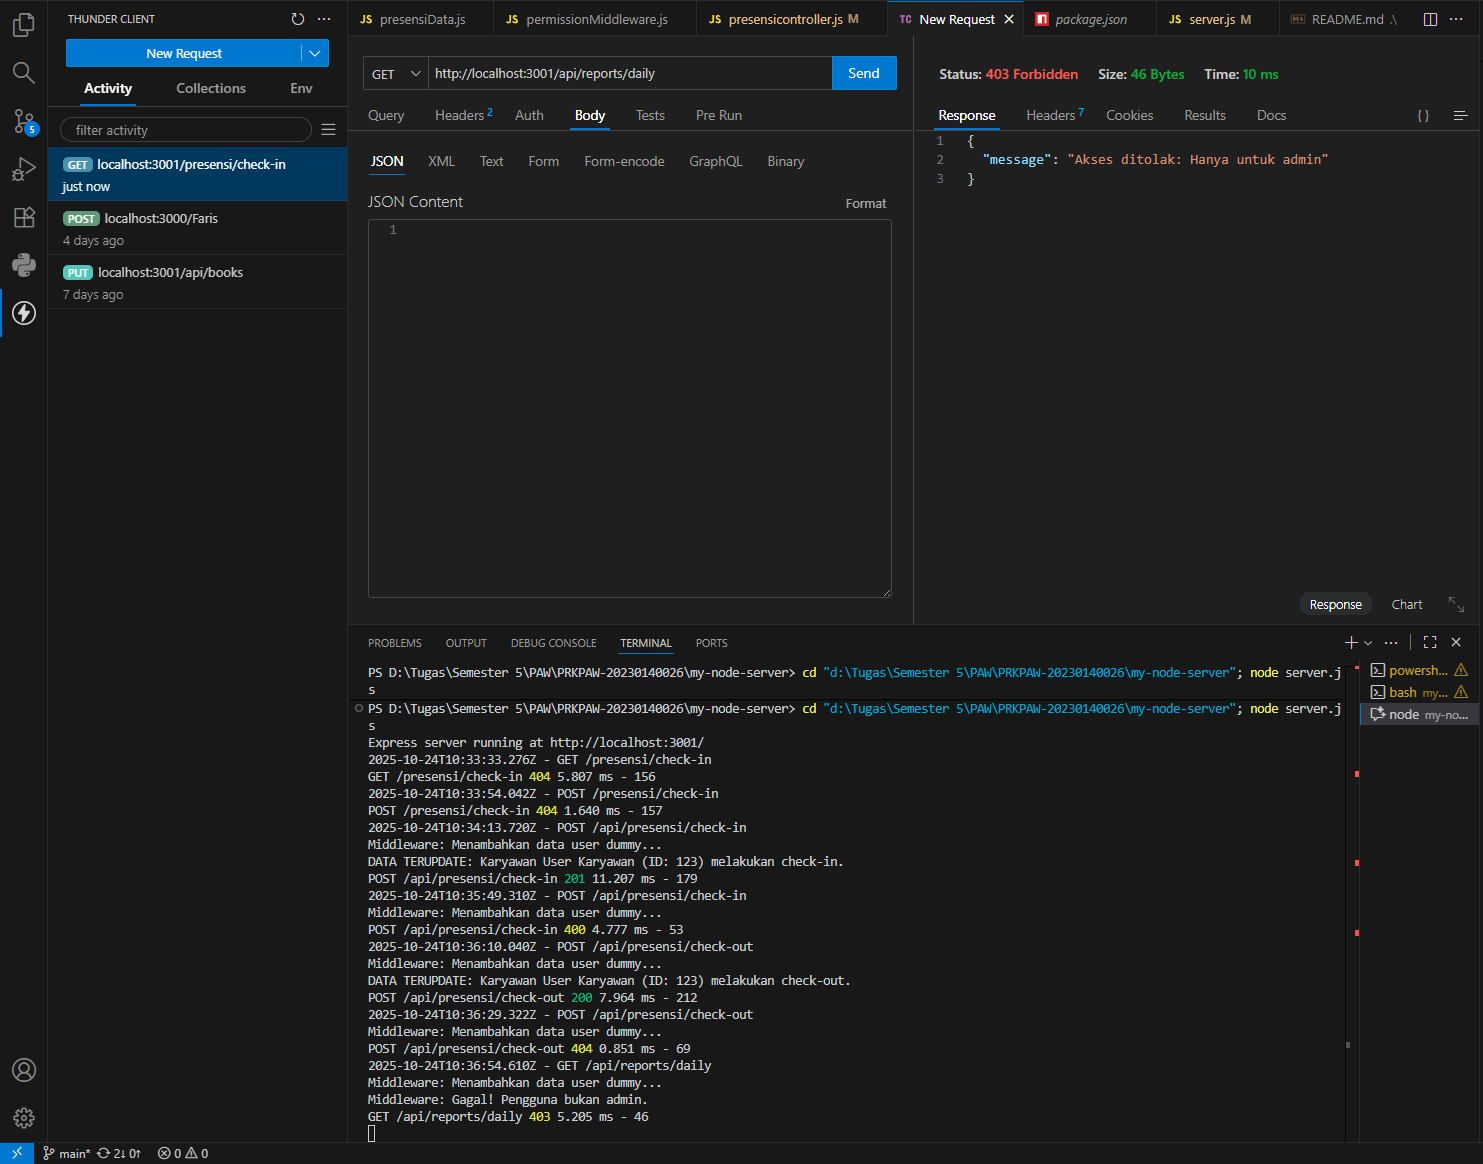 THUNDER CLIENT
New Request
Activity
Collections
Env
filter activity
GET localhost:3001/presensi/check-in
just now
POST localhost:3000/Faris
4 days ago
PUT localhost:3001/api/books
7 days ago
5
JS presensiData.js
JS permissionMiddleware.js
JS presensicontroller.js M
TC New Request
package.json
JS server.js M
README.md .\
GET
http://localhost:3001/api/reports/daily
Send
Query
Headers 2
Auth
Body
Tests
Pre Run
JSON
XML
Text
Form
Form-encode
GraphQL
Binary
JSON Content
Format
1
Status: 403 Forbidden Size: 46 Bytes Time: 10 ms
Response
Headers 7
Cookies
Results
Docs
{ }
1 {
2 "message": "Akses ditolak: Hanya untuk admin"
3 }
Response
Chart
PROBLEMS
OUTPUT
DEBUG CONSOLE
TERMINAL
PORTS
PS D:\Tugas\Semester 5\PAW\PRKPAW-20230140026\my-node-server> cd "d:\Tugas\Semester 5\PAW\PRKPAW-20230140026\my-node-server"; node server.j
s
PS D:\Tugas\Semester 5\PAW\PRKPAW-20230140026\my-node-server> cd "d:\Tugas\Semester 5\PAW\PRKPAW-20230140026\my-node-server"; node server.j
s
Express server running at http://localhost:3001/
2025-10-24T10:33:33.276Z - GET /presensi/check-in
GET /presensi/check-in 404 5.807 ms - 156
2025-10-24T10:33:54.042Z - POST /presensi/check-in
POST /presensi/check-in 404 1.640 ms - 157
2025-10-24T10:34:13.720Z - POST /api/presensi/check-in
Middleware: Menambahkan data user dummy...
DATA TERUPDATE: Karyawan User Karyawan (ID: 123) melakukan check-in.
POST /api/presensi/check-in 201 11.207 ms - 179
2025-10-24T10:35:49.310Z - POST /api/presensi/check-in
Middleware: Menambahkan data user dummy...
POST /api/presensi/check-in 400 4.777 ms - 53
2025-10-24T10:36:10.040Z - POST /api/presensi/check-out
Middleware: Menambahkan data user dummy...
DATA TERUPDATE: Karyawan User Karyawan (ID: 123) melakukan check-out.
POST /api/presensi/check-out 200 7.964 ms - 212
2025-10-24T10:36:29.322Z - POST /api/presensi/check-out
Middleware: Menambahkan data user dummy...
POST /api/presensi/check-out 404 0.851 ms - 69
2025-10-24T10:36:54.610Z - GET /api/reports/daily
Middleware: Menambahkan data user dummy...
Middleware: Gagal! Pengguna bukan admin.
GET /api/reports/daily 403 5.205 ms - 46
powersh...
bash my...
node my-no...
main* 2↓ 0↑ 0 0